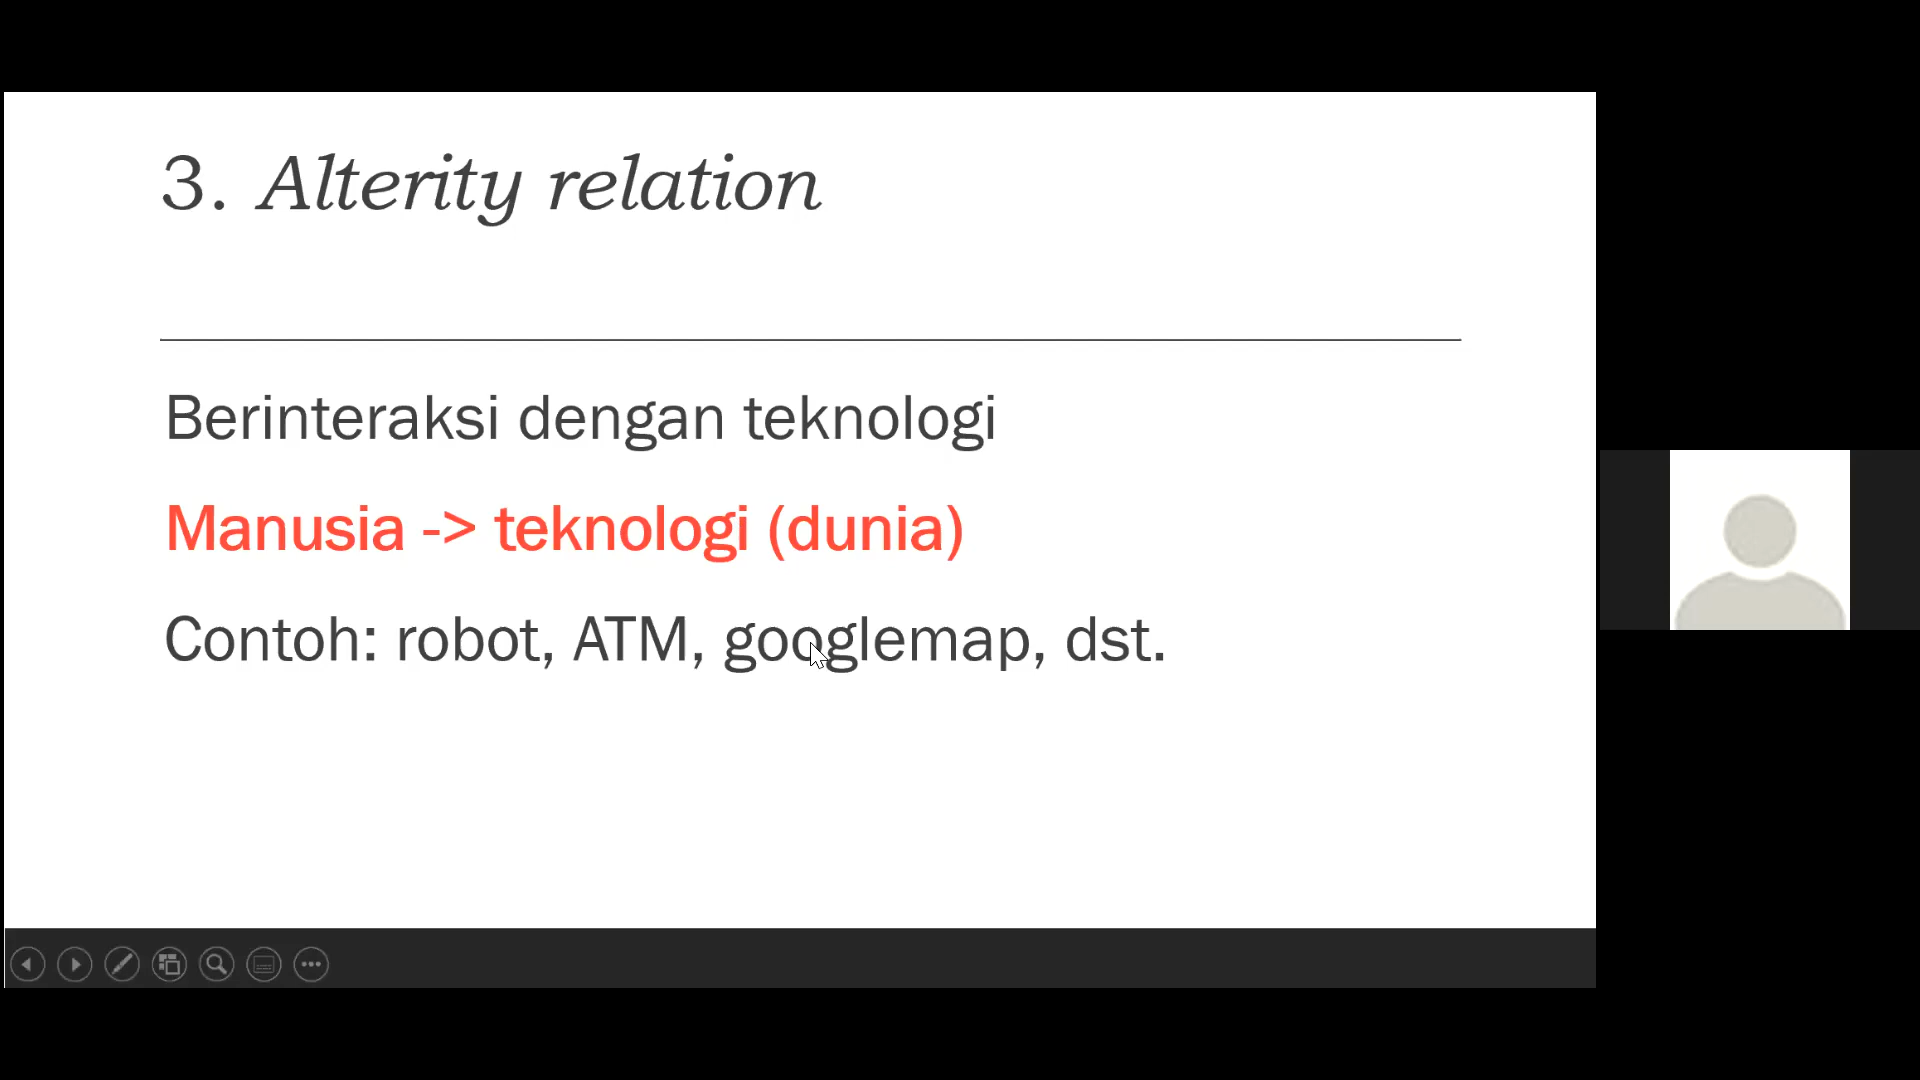 3. Alterity relation
Berinteraksi dengan teknologi
Manusia -> teknologi (dunia)
Contoh: robot, ATM, googlemap, dst.